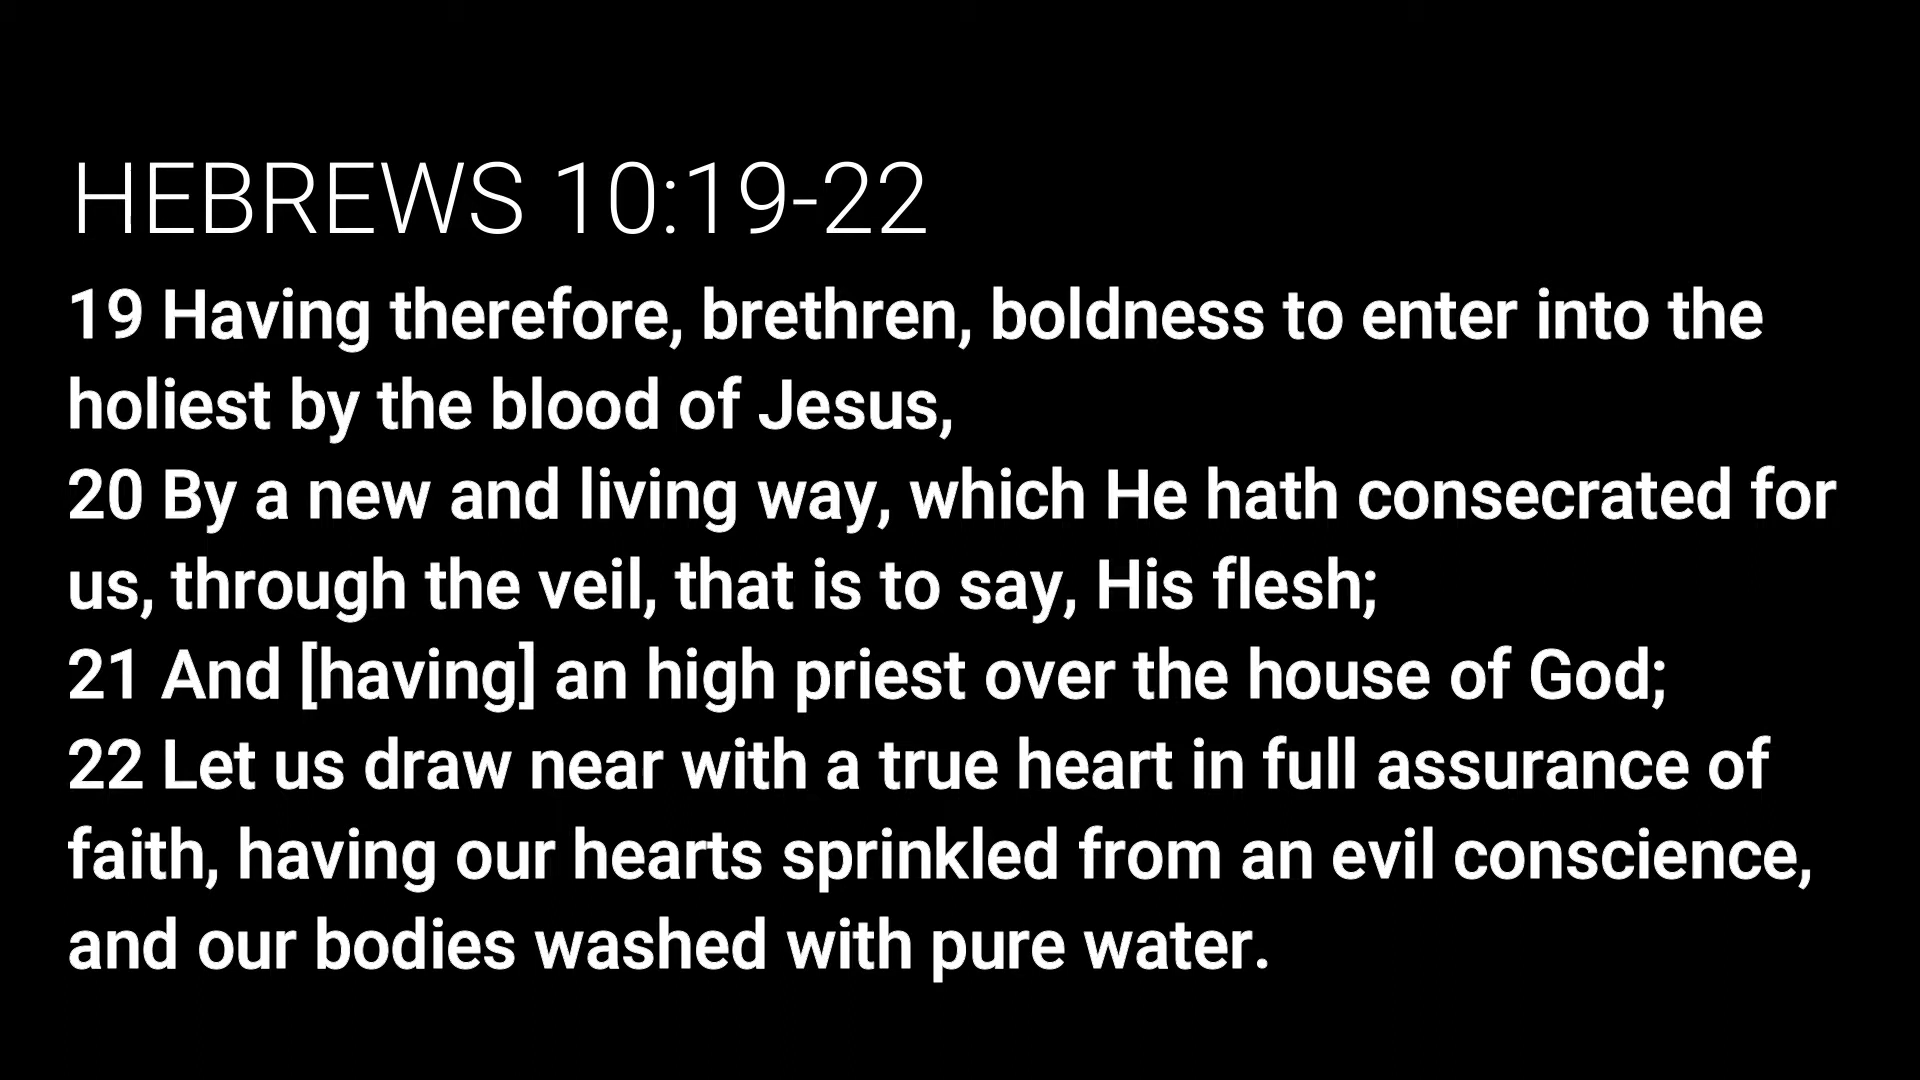 HEBREWS 10:19-22
19 Having therefore, brethren, boldness to enter into the
holiest by the blood of Jesus,
20 By a new and living way, which He hath consecrated for
us, through the veil, that is to say, His flesh;
21 And [having] an high priest over the house of God;
22 Let us draw near with a true heart in full assurance of
faith, having our hearts sprinkled from an evil conscience,
and our bodies washed with pure water.